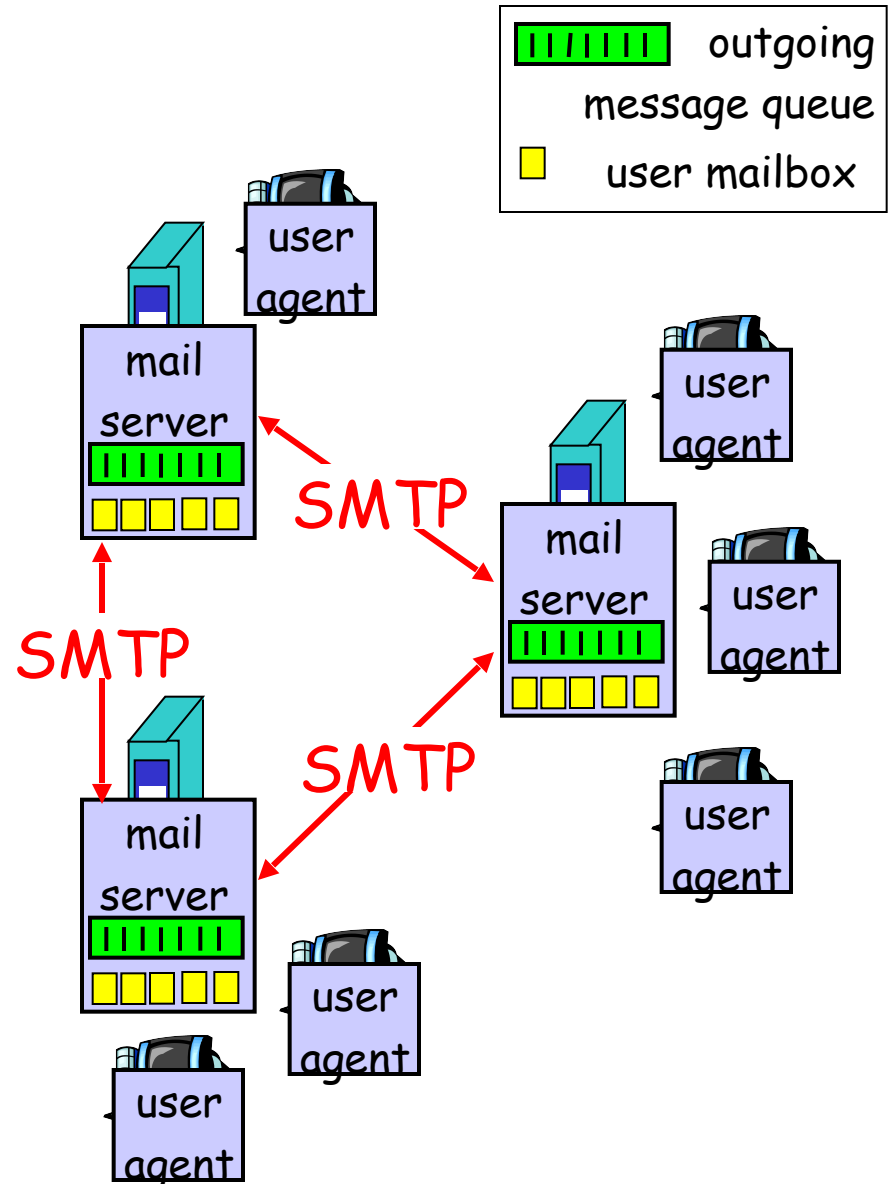 outgoing
message queue
user mailbox
user
agent
mail
server
user
agent
SMTP
mail
server
user
agent
SMTP
SMTP
mail
server
user
agent
user
agent
user
agent